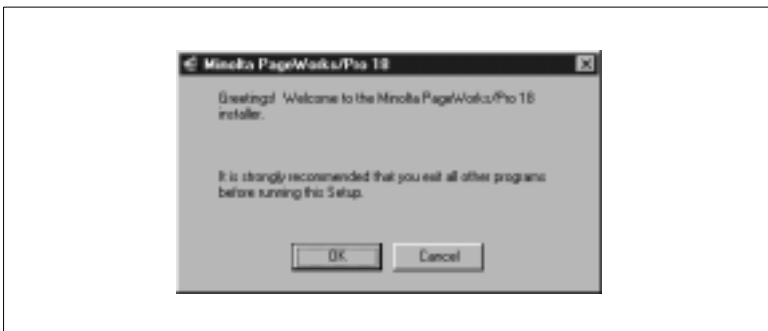 Minolta PageWorks/Pro 18
Greetings! Welcome to the Minolta PageWorks/Pro 18
installer.
It is strongly recommended that you exit all other programs
before running this Setup.
OK
Cancel